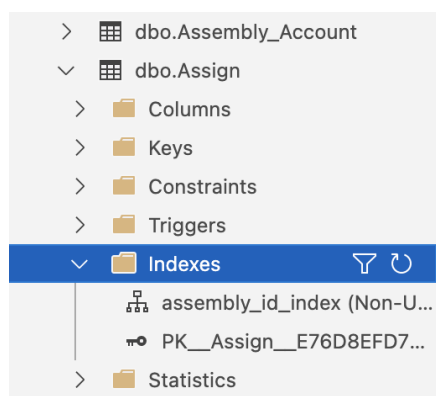 dbo.Assembly_Account
dbo.Assign
Columns
Keys
Constraints
Triggers
Indexes
assembly_id_index (Non-U...
PK__Assign__E76D8EFD7...
Statistics